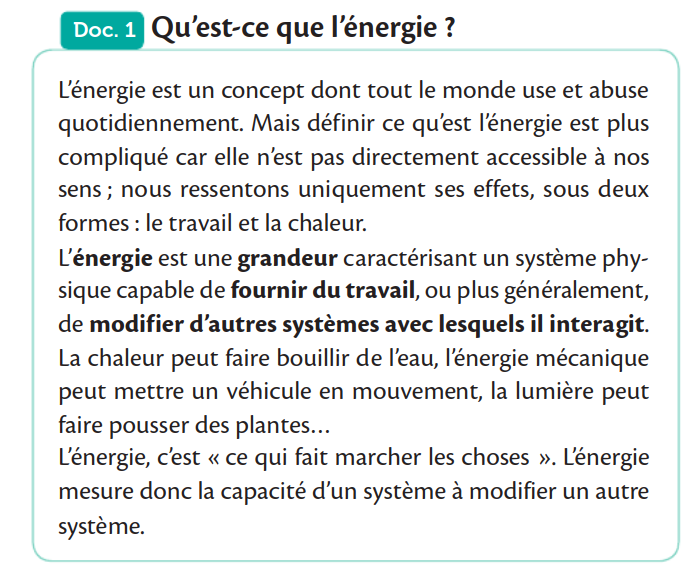 Doc. 1 Qu'est-ce que l'énergie ?
L'énergie est un concept dont tout le monde use et abuse
quotidiennement. Mais définir ce qu'est l'énergie est plus
compliqué car elle n'est pas directement accessible à nos
sens ; nous ressentons uniquement ses effets, sous deux
formes : le travail et la chaleur.
L'énergie est une grandeur caractérisant un système phy-
sique capable de fournir du travail, ou plus généralement,
de modifier d'autres systèmes avec lesquels il interagit.
La chaleur peut faire bouillir de l'eau, l'énergie mécanique
peut mettre un véhicule en mouvement, la lumière peut
faire pousser des plantes...
L'énergie, c'est « ce qui fait marcher les choses ». L'énergie
mesure donc la capacité d'un système à modifier un autre
système.